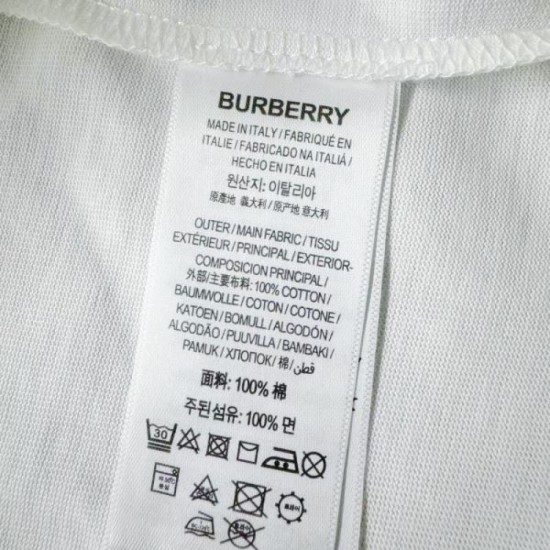 BURBERRY
MADE IN ITALY / FABRIQUÉ EN
ITALIE / FABRICADO NA ITALIÁ /
HECHO EN ITALIA
원산지: 이탈리아
原產地 義大利 / 原产地 意大利
OUTER / MAIN FABRIC / TISSU
EXTÉRIEUR / PRINCIPAL / EXTERIOR-
COMPOSICION PRINCIPAL /
外部/主要布料: 100% COTTON /
BAUMWOLLE / COTON / COTONE /
KATOEN / BOMULL / ALGODÓN /
ALGODÃO / PUUVILLA / BAMBAKI /
PAMUK / ХЛОПОК / 棉 / قطن /
面料: 100% 棉
주된섬유: 100% 면
30